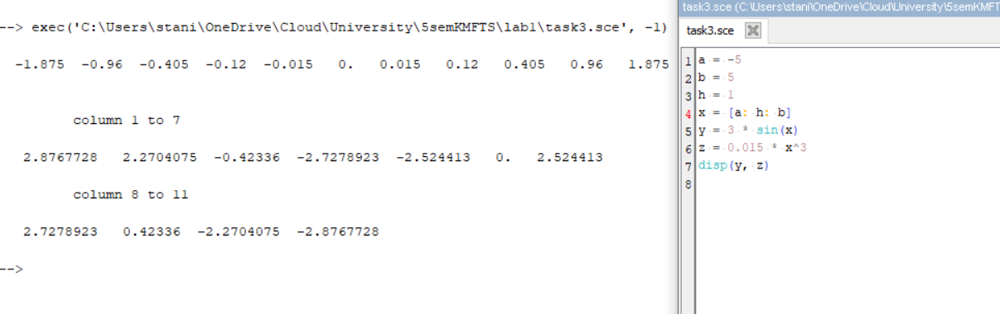 --> exec('C:\Users\stani\OneDrive\Cloud\University\5semKMFTS\lab1\task3.sce', -1)
-1.875 -0.96 -0.405 -0.12 -0.015 0. 0.015 0.12 0.405 0.96 1.875
column 1 to 7
2.8767728 2.2704075 -0.42336 -2.7278923 -2.524413 0. 2.524413
column 8 to 11
2.7278923 0.42336 -2.2704075 -2.8767728
-->
task3.sce (C:\Users\stani\OneDrive\Cloud\University\5semKMFT
task3.sce
1 a = -5
2 b = 5
3 h = 1
4 x = [a: h: b]
5 y = 3 * sin(x)
6 z = 0.015 * x^3
7 disp(y, z)
8